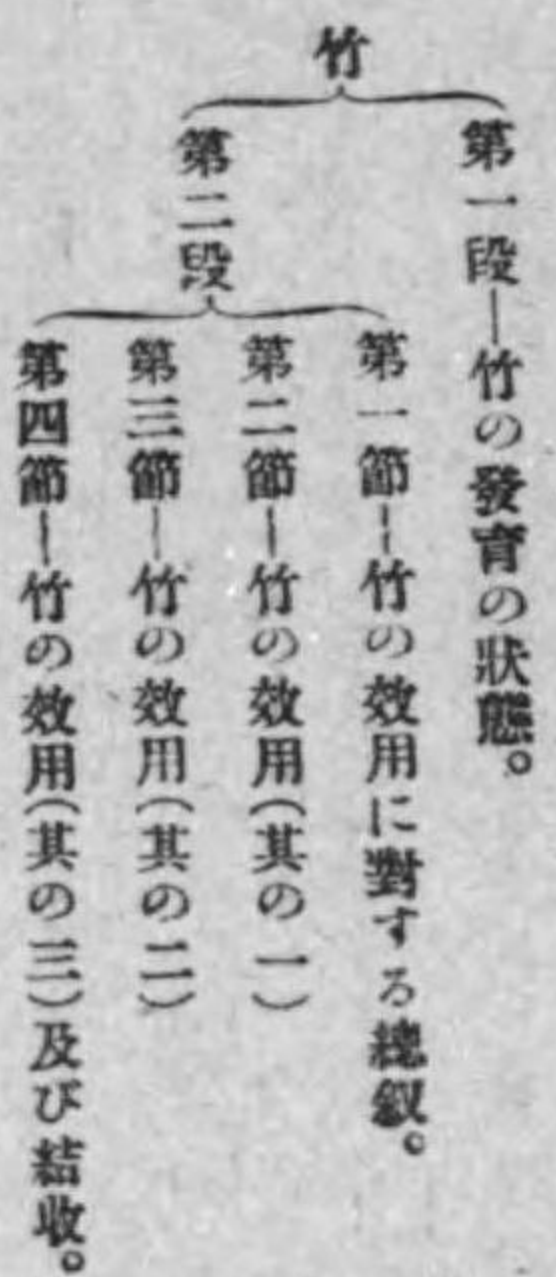 竹
第一段—竹の發育の狀態。
第二段
第一節—竹の效用に對する總叙。
第二節—竹の效用(其の一)
第三節—竹の效用(其の二)
第四節—竹の效用(其の三)及び結收。